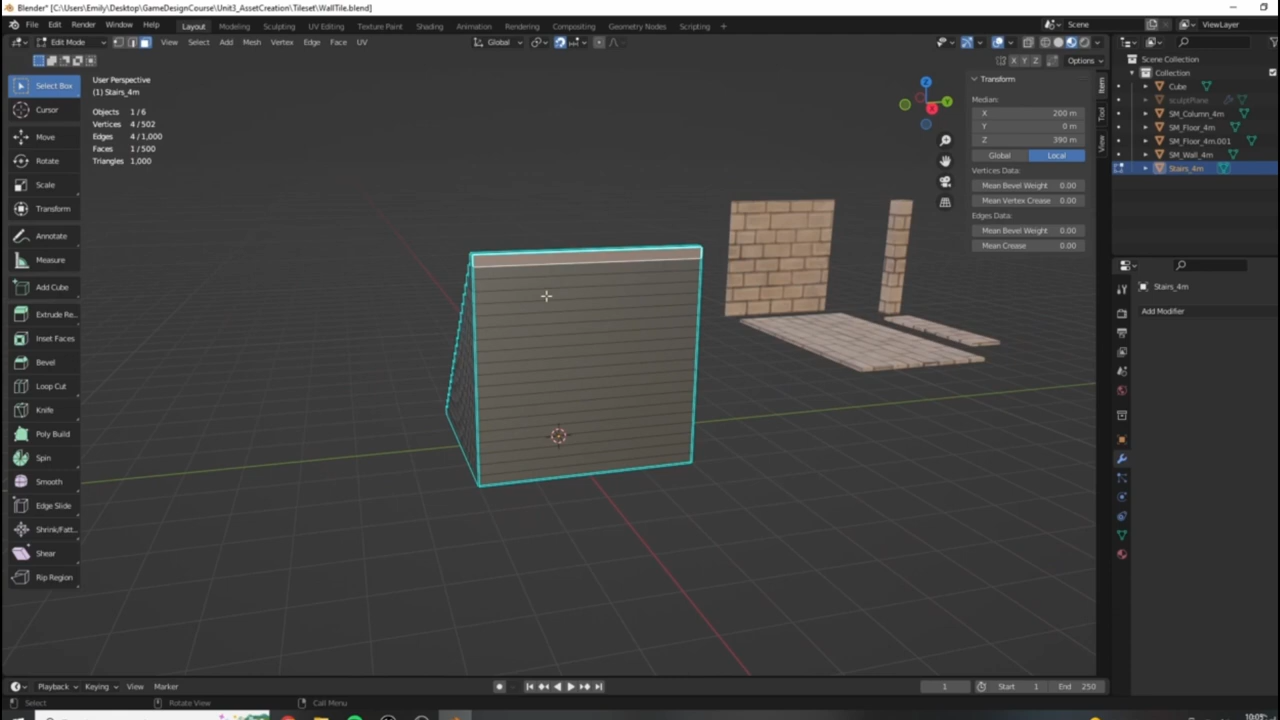 Blender* [C:\Users\Emily\Desktop\GameDesignCourse\Unit3_AssetCreation\Tileset\WallTile.blend]
File Edit Render Window Help Layout Modeling Sculpting UV Editing Texture Paint Shading Animation Rendering Compositing Geometry Nodes Scripting + Scene ViewLayer
Edit Mode View Select Add Mesh Vertex Edge Face UV Global
X Y Z Options
Select Box
Cursor
Move
Rotate
Scale
Transform
Annotate
Measure
Add Cube
Extrude Re...
Inset Faces
Bevel
Loop Cut
Knife
Poly Build
Spin
Smooth
Edge Slide
Shrink/Fatt...
Shear
Rip Region
User Perspective
(1) Stairs_4m
Objects 1/6
Vertices 4/502
Edges 4/1,000
Faces 1/500
Triangles 1,000
Z
Y
X
Transform
Median:
X 200 m
Y 0 m
Z 390 m
Global Local
Vertices Data:
Mean Bevel Weight 0.00
Mean Vertex Crease 0.00
Edges Data:
Mean Bevel Weight 0.00
Mean Crease 0.00
Item
Tool
View
Scene Collection
Collection
Cube
sculptPlane
SM_Column_4m
SM_Floor_4m
SM_Floor_4m.001
SM_Wall_4m
Stairs_4m
Stairs_4m
Add Modifier
Playback Keying View Marker 1 Start 1 End 250
Select Rotate View Call Menu